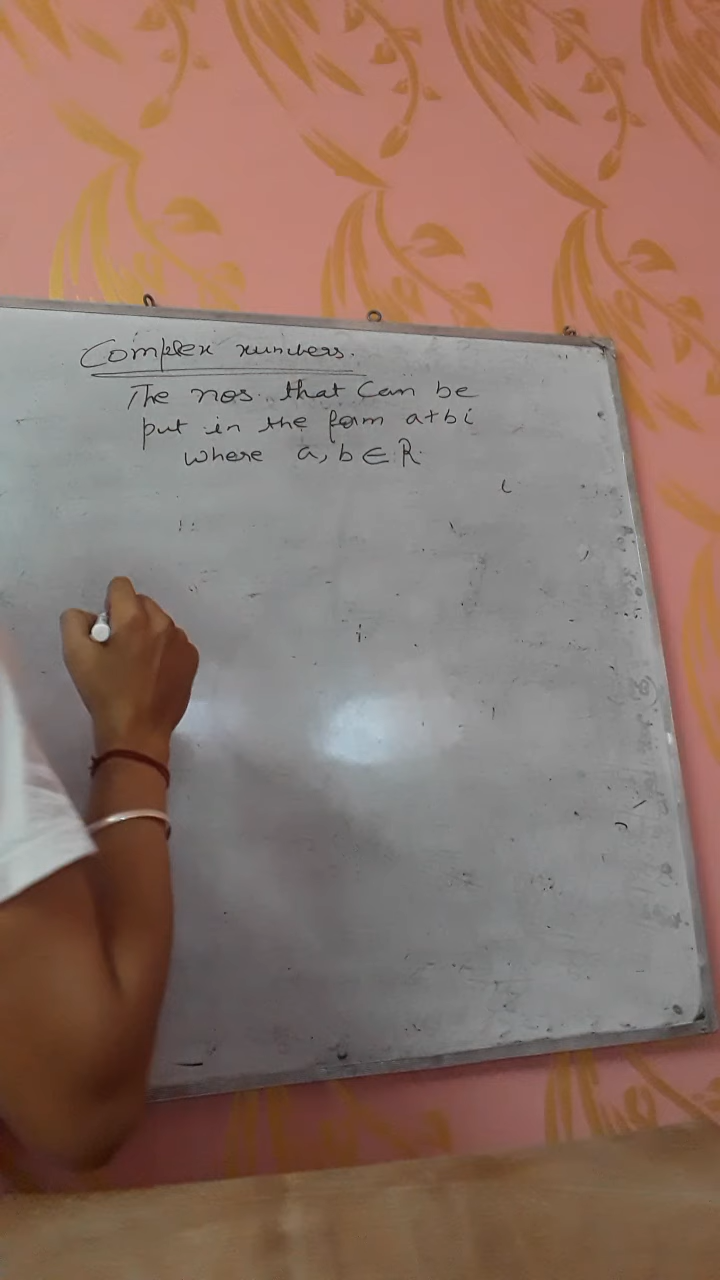 Complex numbers.
The nos. that can be
put in the form a+bi
where a, b ∈ R.